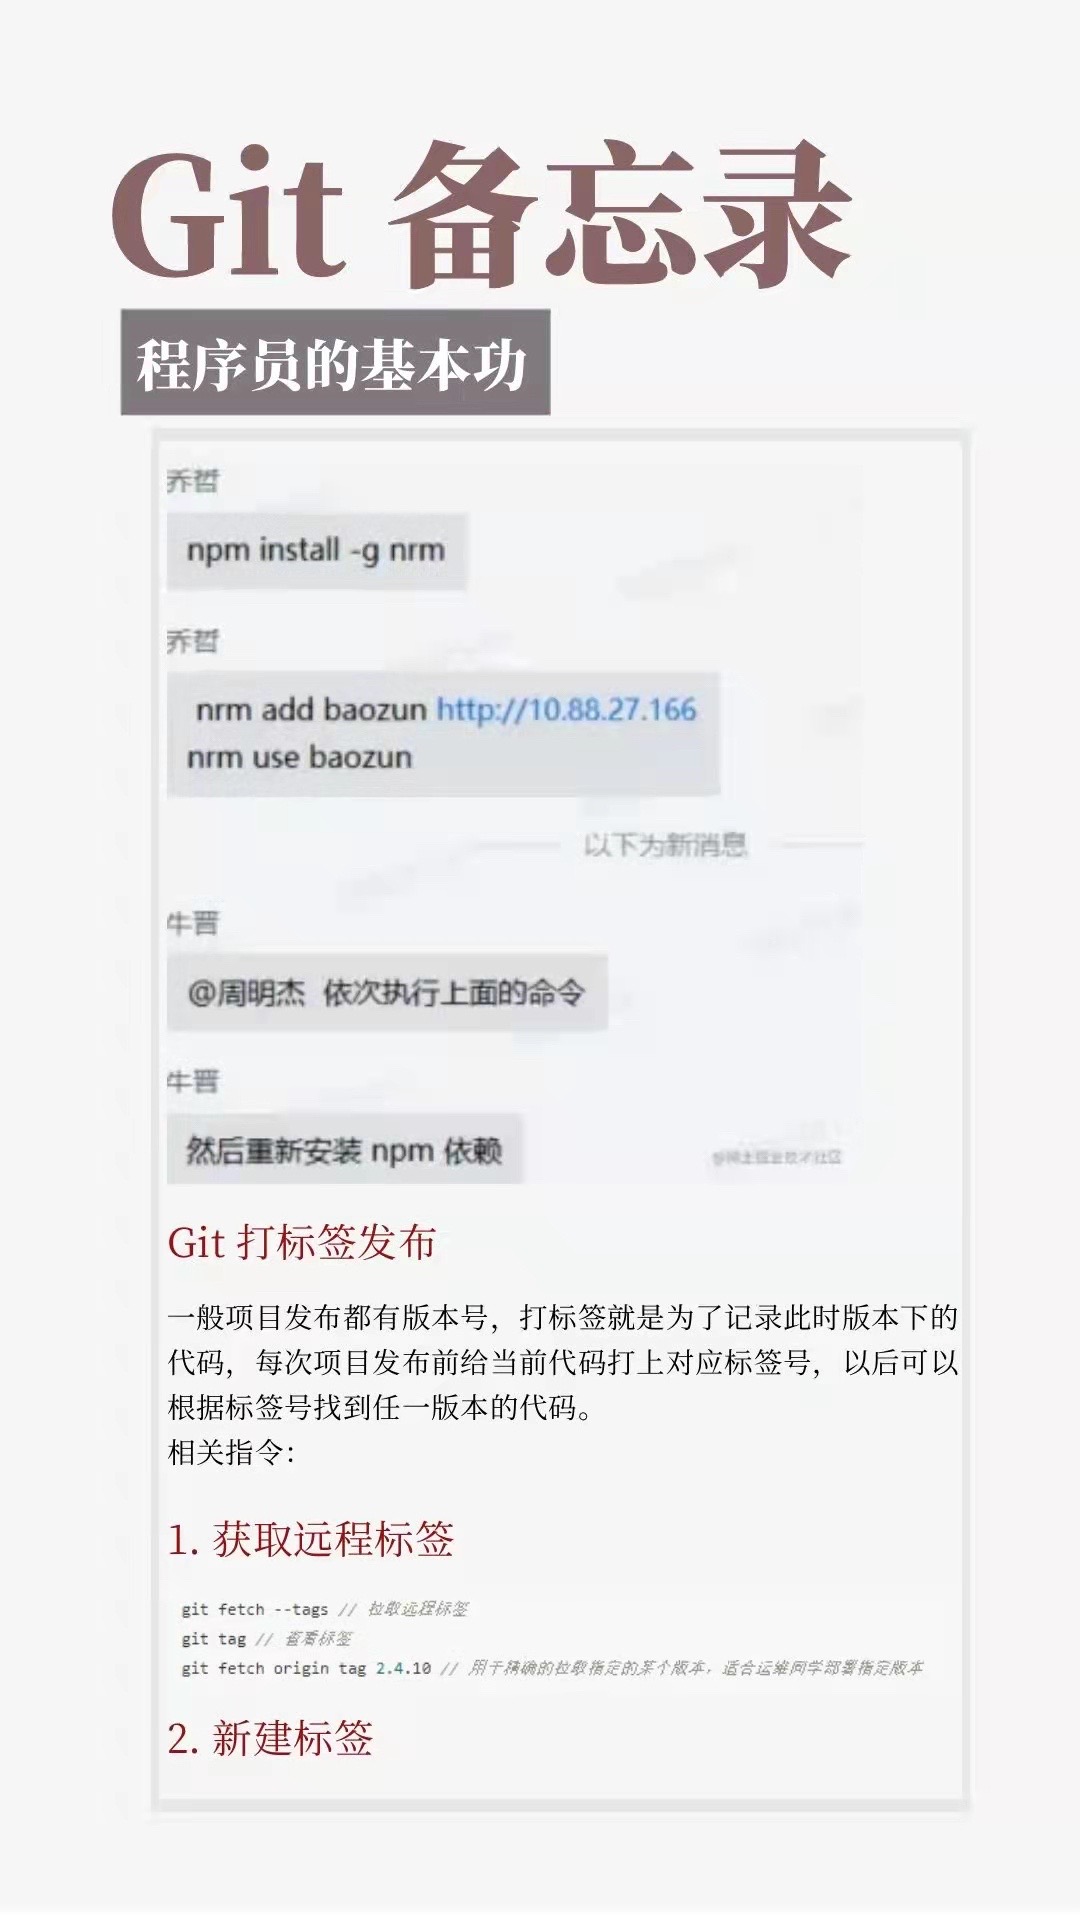 Git 备忘录
程序员的基本功
乔哲
npm install -g nrm
乔哲
nrm add baozun http://10.88.27.166
nrm use baozun
以下为新消息
牛晋
@周明杰 依次执行上面的命令
牛晋
然后重新安装 npm 依赖
@稀土掘金技术社区
Git 打标签发布
一般项目发布都有版本号，打标签就是为了记录此时版本下的
代码，每次项目发布前给当前代码打上对应标签号，以后可以
根据标签号找到任一版本的代码。
相关指令：
1. 获取远程标签
git fetch --tags // 拉取远程标签
git tag // 查看标签
git fetch origin tag 2.4.10 // 用于精确的拉取指定的某个版本，适合运维同学部署指定版本
2. 新建标签